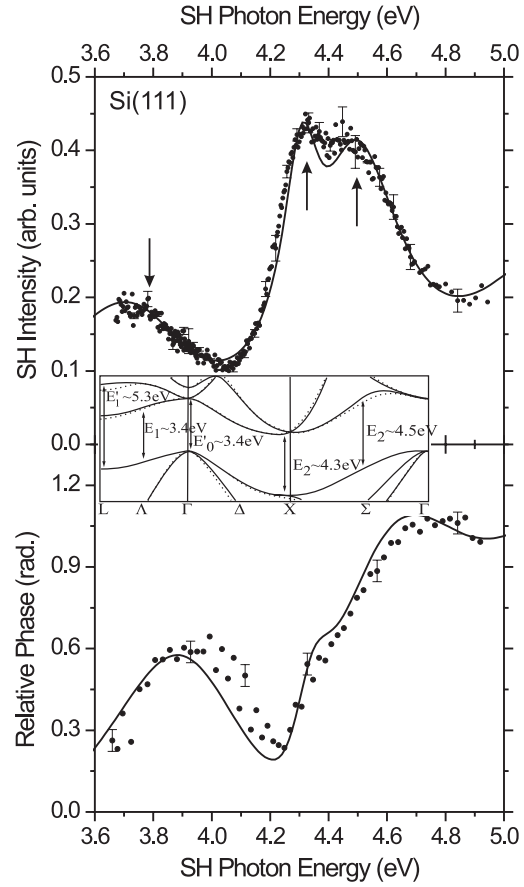 SH Photon Energy (eV)
3.6 3.8 4.0 4.2 4.4 4.6 4.8 5.0
Si(111)
SH Intensity (arb. units)
0.5
0.4
0.3
0.2
0.1
0.0
E'₁~5.3eV
E₁~3.4eV
E'₀~3.4eV
E₂~4.3eV
E₂~4.5eV
L Λ Γ Δ X Σ Γ
Relative Phase (rad.)
1.2
0.9
0.6
0.3
0.0
3.6 3.8 4.0 4.2 4.4 4.6 4.8 5.0
SH Photon Energy (eV)